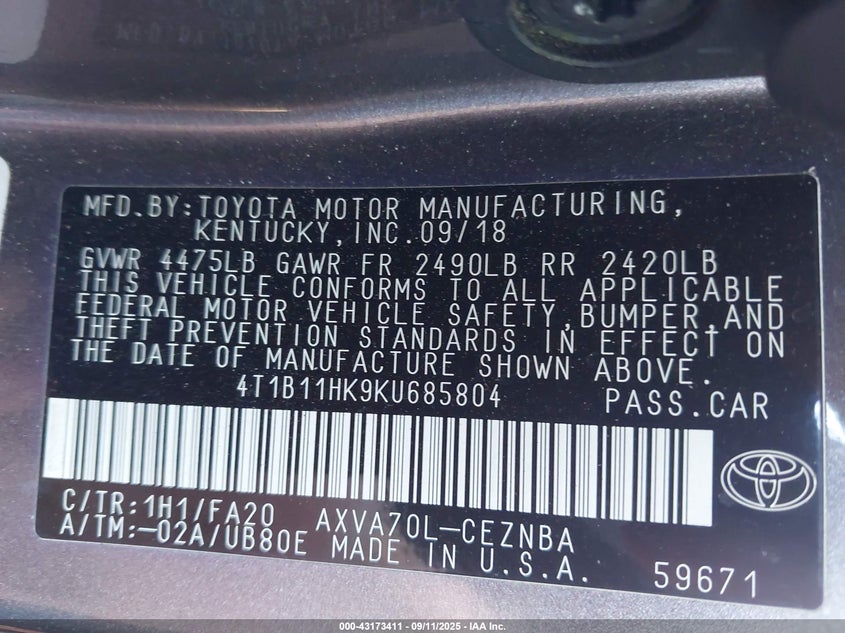 MFD.BY:TOYOTA MOTOR MANUFACTURING,
KENTUCKY,INC.09/18
GVWR 4475LB GAWR FR 2490LB RR 2420LB
THIS VEHICLE CONFORMS TO ALL APPLICABLE
FEDERAL MOTOR VEHICLE SAFETY,BUMPER,AND
THEFT PREVENTION STANDARDS IN EFFECT ON
THE DATE OF MANUFACTURE SHOWN ABOVE.
4T1B11HK9KU685804 PASS.CAR
C/TR:1H1/FA20 AXVA70L-CEZNBA
A/TM:-02A/UB80E MADE IN U.S.A. 59671
000-43173411 - 09/11/2025 - IAA Inc.